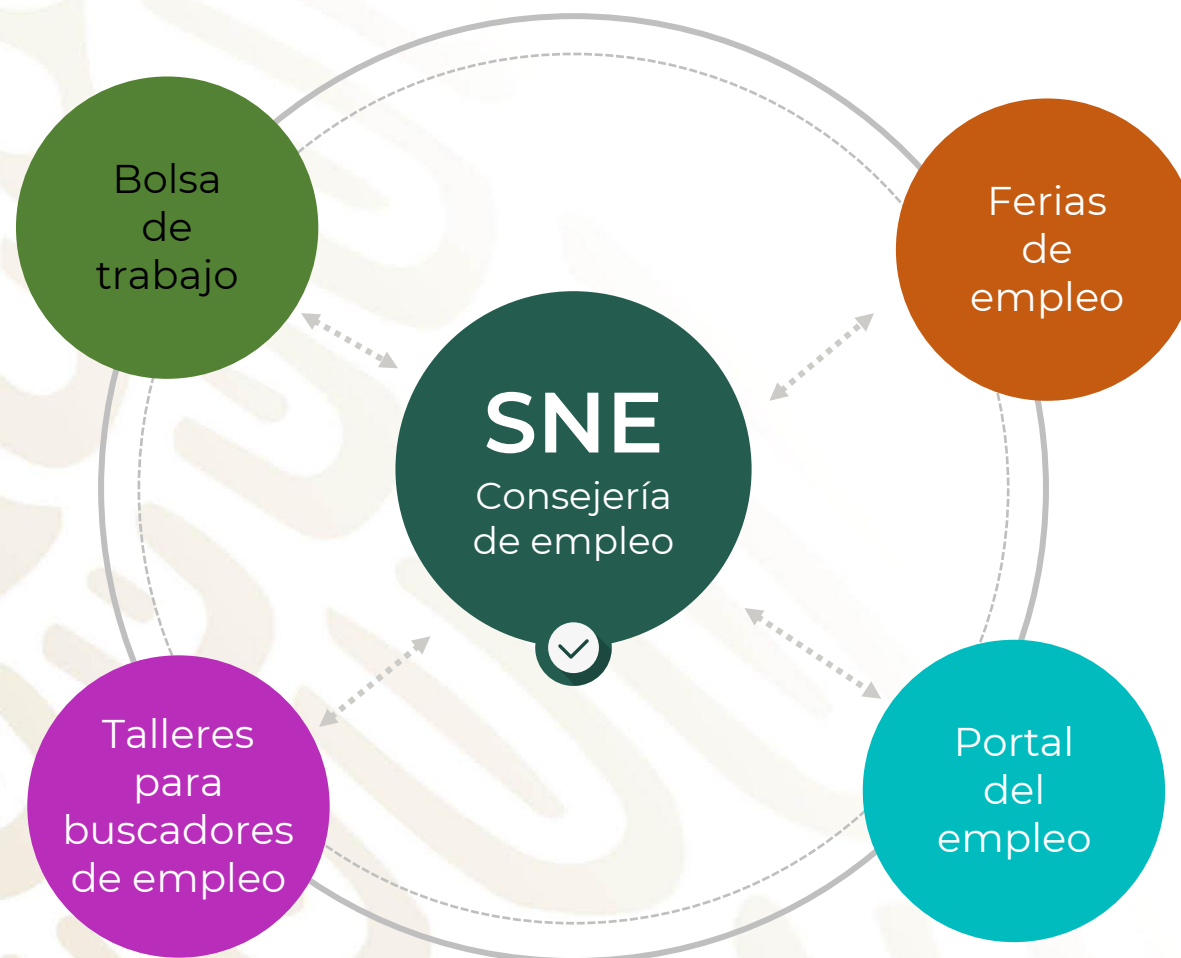 Bolsa
de
trabajo
Ferias
de
empleo
SNE
Consejería
de empleo
Talleres
para
buscadores
de empleo
Portal
del
empleo